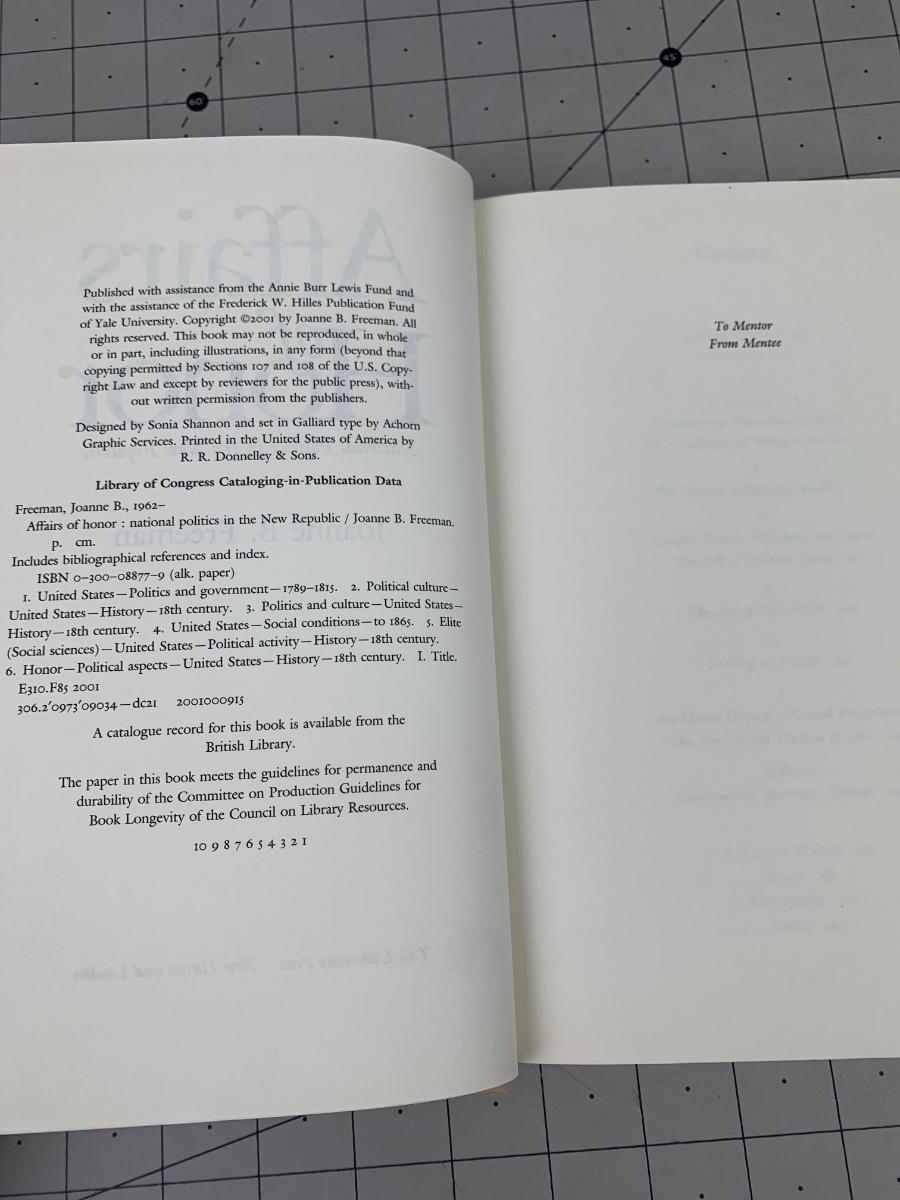 60
45
Published with assistance from the Annie Burr Lewis Fund and
with the assistance of the Frederick W. Hilles Publication Fund
of Yale University. Copyright ©2001 by Joanne B. Freeman. All
rights reserved. This book may not be reproduced, in whole
or in part, including illustrations, in any form (beyond that
copying permitted by Sections 107 and 108 of the U.S. Copy-
right Law and except by reviewers for the public press), with-
out written permission from the publishers.
Designed by Sonia Shannon and set in Galliard type by Achorn
Graphic Services. Printed in the United States of America by
R. R. Donnelley & Sons.
Library of Congress Cataloging-in-Publication Data
Freeman, Joanne B., 1962–
Affairs of honor : national politics in the New Republic / Joanne B. Freeman.
p. cm.
Includes bibliographical references and index.
ISBN 0-300-08877-9 (alk. paper)
1. United States—Politics and government—1789–1815. 2. Political culture—
United States—History—18th century. 3. Politics and culture—United States—
History—18th century. 4. United States—Social conditions—to 1865. 5. Elite
(Social sciences)—United States—Political activity—History—18th century.
6. Honor—Political aspects—United States—History—18th century. I. Title.
E310.F85 2001
306.2'0973'09034—dc21 2001000915
A catalogue record for this book is available from the
British Library.
The paper in this book meets the guidelines for permanence and
durability of the Committee on Production Guidelines for
Book Longevity of the Council on Library Resources.
10 9 8 7 6 5 4 3 2 1
Affairs
Honor
Joanne B. Freeman
Yale University Press New Haven and London
To Mentor
From Mentee
Contents